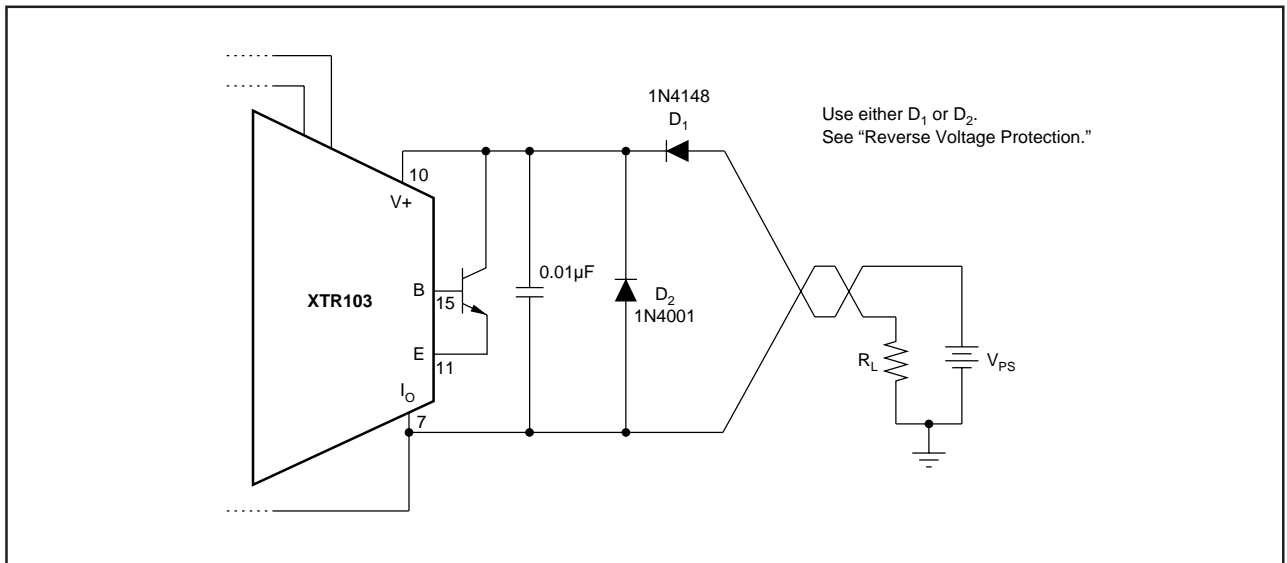 1N4148
D1
Use either D1 or D2.
See “Reverse Voltage Protection.”
10
V+
0.01µF
B
15
XTR103
D2
1N4001
E
11
RL
VPS
IO
7